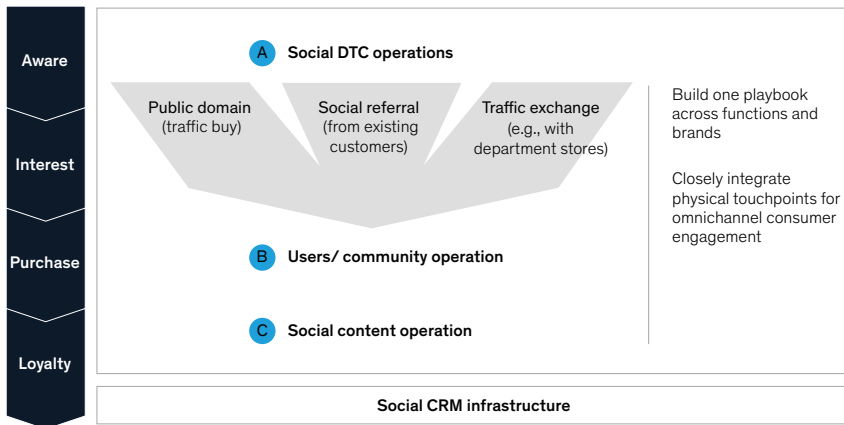 Aware
Interest
Purchase
Loyalty
A Social DTC operations
Public domain
(traffic buy)
Social referral
(from existing
customers)
Traffic exchange
(e.g., with
department stores)
B Users/ community operation
C Social content operation
Build one playbook
across functions and
brands
Closely integrate
physical touchpoints for
omnichannel consumer
engagement
Social CRM infrastructure